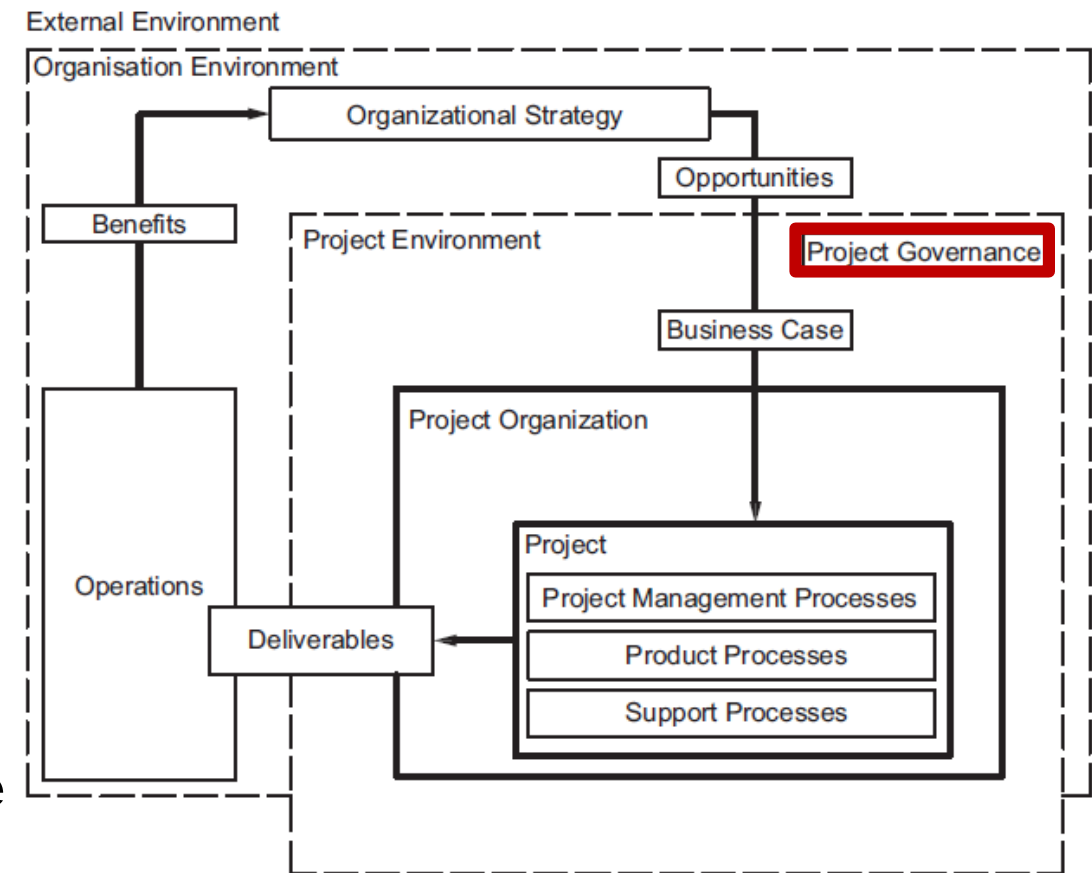 External Environment
Organisation Environment
Organizational Strategy
Opportunities
Benefits
Project Environment
Project Governance
Business Case
Project Organization
Project
Operations
Project Management Processes
Deliverables
Product Processes
Support Processes
e